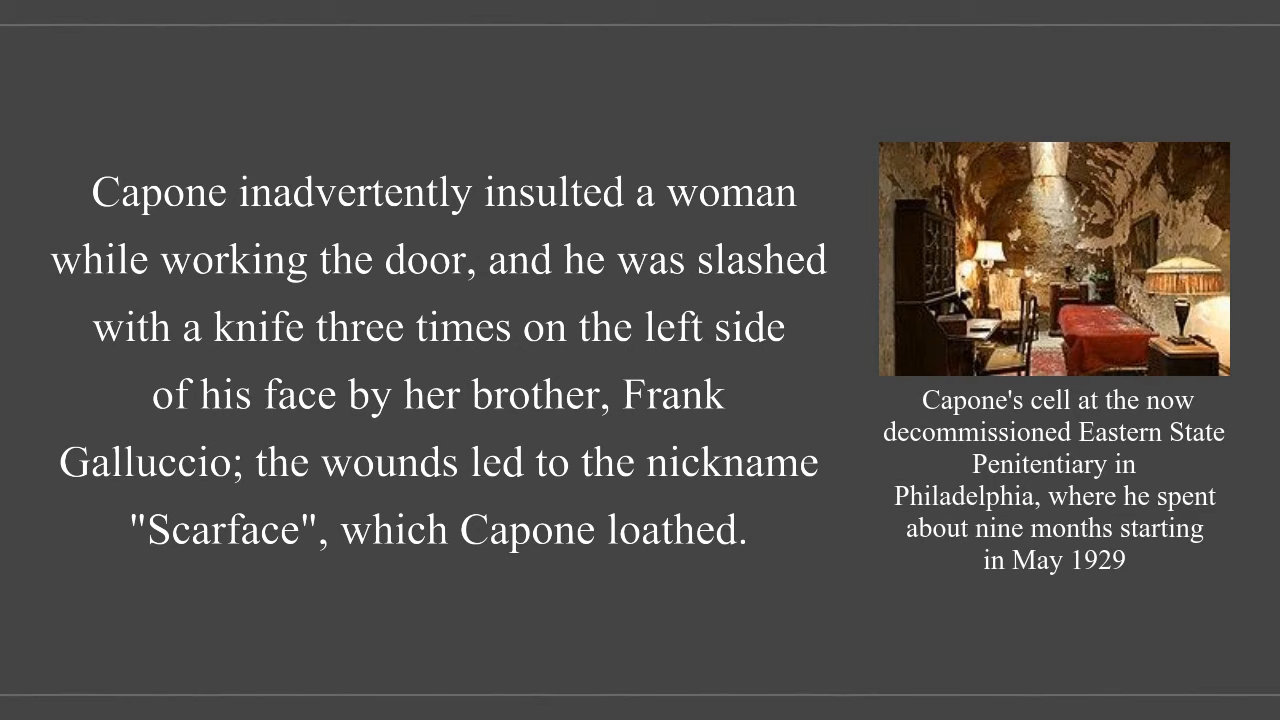 Capone inadvertently insulted a woman
while working the door, and he was slashed
with a knife three times on the left side
of his face by her brother, Frank
Galluccio; the wounds led to the nickname
"Scarface", which Capone loathed.
Capone's cell at the now
decommissioned Eastern State
Penitentiary in
Philadelphia, where he spent
about nine months starting
in May 1929